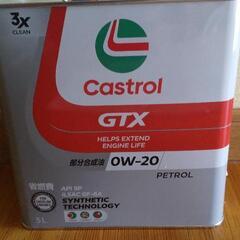 3X
CLEAN
Castrol
GTX
HELPS EXTEND
ENGINE LIFE
部分合成油 0W-20
PETROL
省燃費
API SP
ILSAC GF-6A
SYNTHETIC
TECHNOLOGY